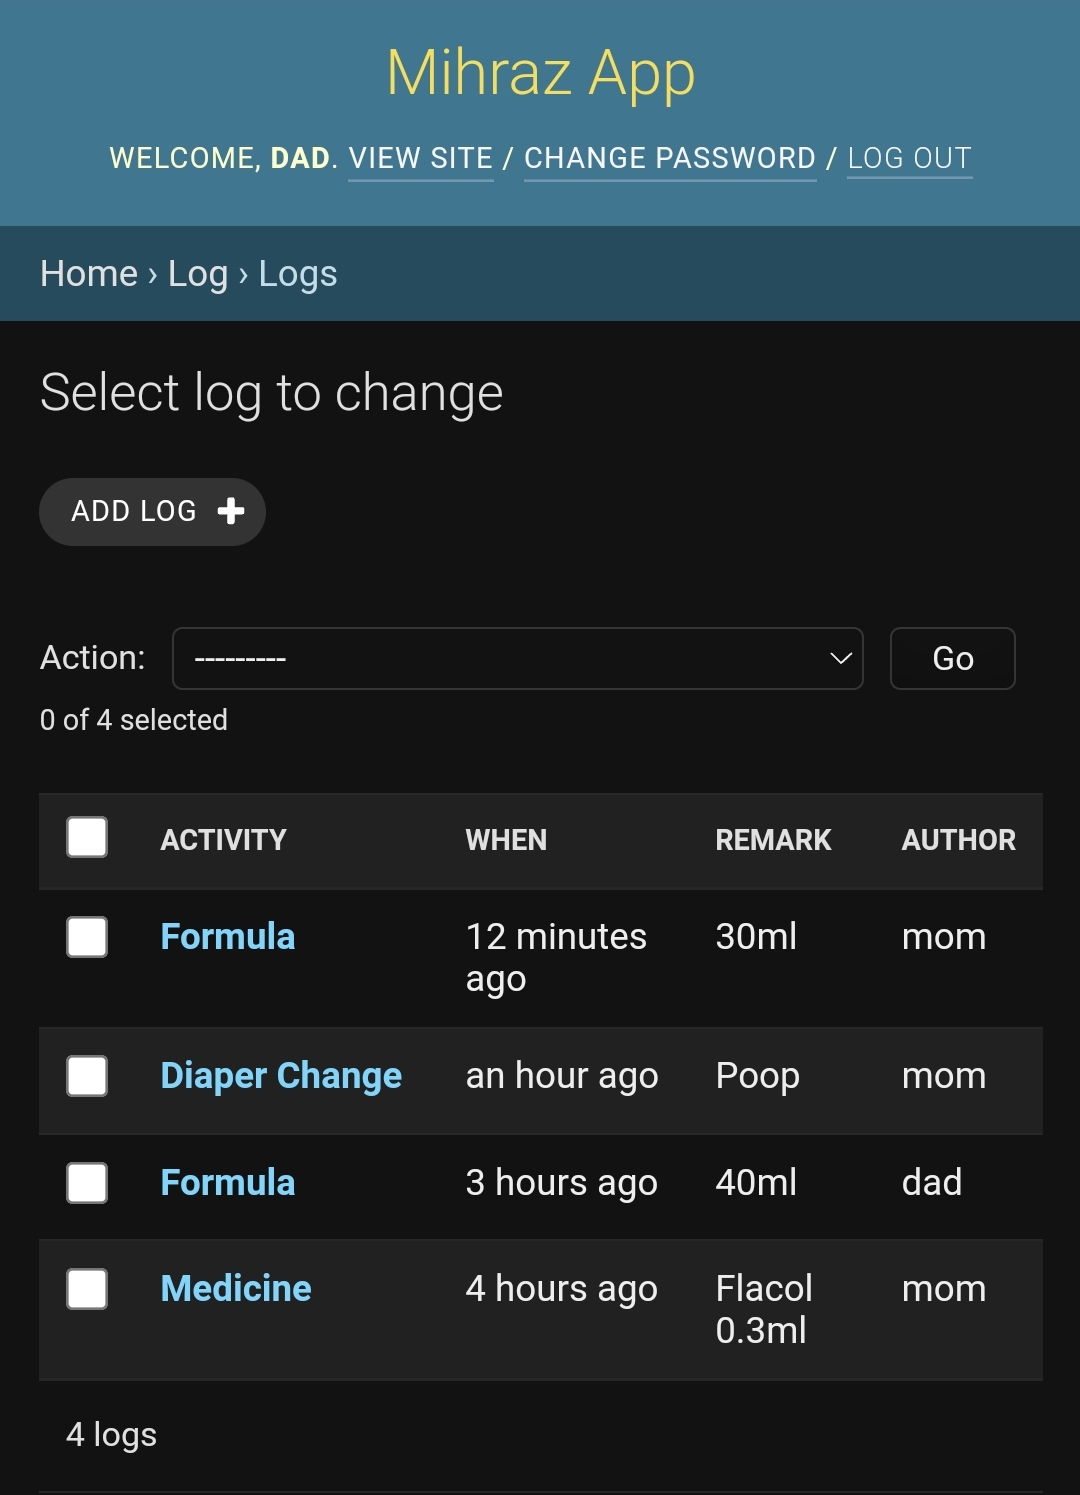 Mihraz App
WELCOME, DAD. VIEW SITE / CHANGE PASSWORD / LOG OUT
Home › Log › Logs
Select log to change
ADD LOG
Action: --------- Go
0 of 4 selected
ACTIVITY WHEN REMARK AUTHOR
Formula 12 minutes ago 30ml mom
Diaper Change an hour ago Poop mom
Formula 3 hours ago 40ml dad
Medicine 4 hours ago Flacol 0.3ml mom
4 logs